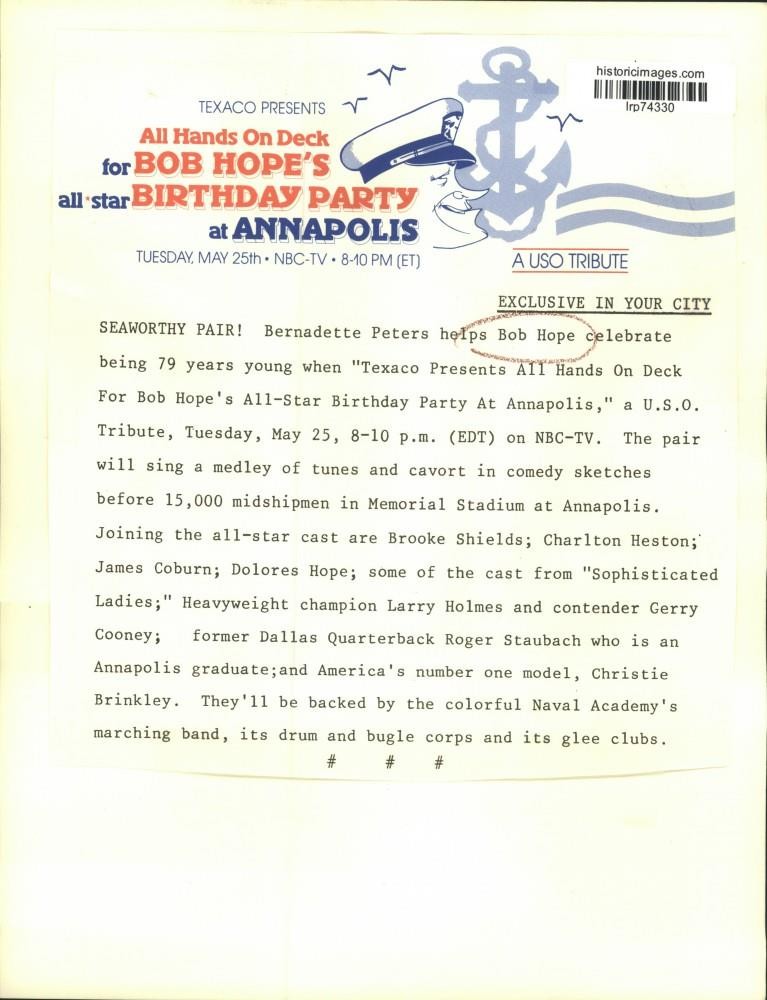 historicimages.com
lrp74330
TEXACO PRESENTS
All Hands On Deck
for BOB HOPE'S
all★star BIRTHDAY PARTY
at ANNAPOLIS
TUESDAY, MAY 25th • NBC-TV • 8-10 PM (ET)
A USO TRIBUTE
EXCLUSIVE IN YOUR CITY
SEAWORTHY PAIR! Bernadette Peters helps Bob Hope celebrate
being 79 years young when "Texaco Presents All Hands On Deck
For Bob Hope's All-Star Birthday Party At Annapolis," a U.S.O.
Tribute, Tuesday, May 25, 8-10 p.m. (EDT) on NBC-TV. The pair
will sing a medley of tunes and cavort in comedy sketches
before 15,000 midshipmen in Memorial Stadium at Annapolis.
Joining the all-star cast are Brooke Shields; Charlton Heston;
James Coburn; Dolores Hope; some of the cast from "Sophisticated
Ladies;" Heavyweight champion Larry Holmes and contender Gerry
Cooney; former Dallas Quarterback Roger Staubach who is an
Annapolis graduate;and America's number one model, Christie
Brinkley. They'll be backed by the colorful Naval Academy's
marching band, its drum and bugle corps and its glee clubs.
# # #